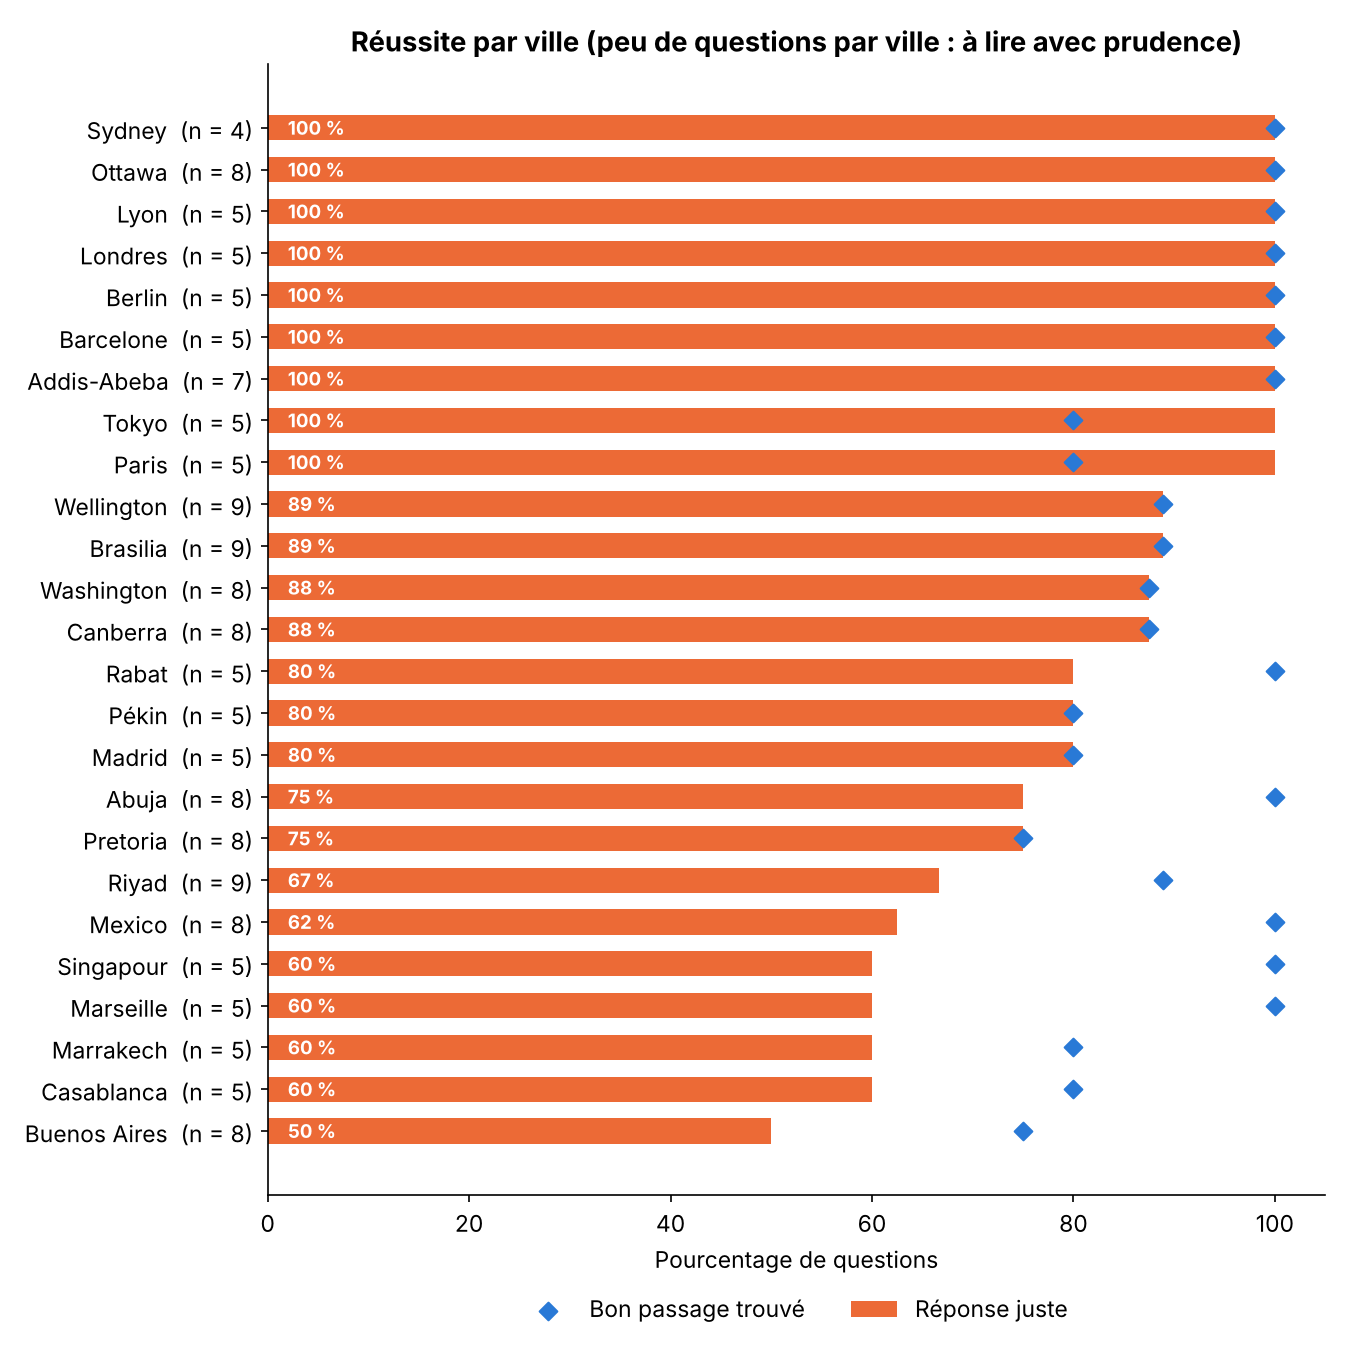 Réussite par ville (peu de questions par ville : à lire avec prudence)
Sydney (n = 4) 100 %
Ottawa (n = 8) 100 %
Lyon (n = 5) 100 %
Londres (n = 5) 100 %
Berlin (n = 5) 100 %
Barcelone (n = 5) 100 %
Addis-Abeba (n = 7) 100 %
Tokyo (n = 5) 100 %
Paris (n = 5) 100 %
Wellington (n = 9) 89 %
Brasilia (n = 9) 89 %
Washington (n = 8) 88 %
Canberra (n = 8) 88 %
Rabat (n = 5) 80 %
Pékin (n = 5) 80 %
Madrid (n = 5) 80 %
Abuja (n = 8) 75 %
Pretoria (n = 8) 75 %
Riyad (n = 9) 67 %
Mexico (n = 8) 62 %
Singapour (n = 5) 60 %
Marseille (n = 5) 60 %
Marrakech (n = 5) 60 %
Casablanca (n = 5) 60 %
Buenos Aires (n = 8) 50 %
0 20 40 60 80 100
Pourcentage de questions
Bon passage trouvé Réponse juste